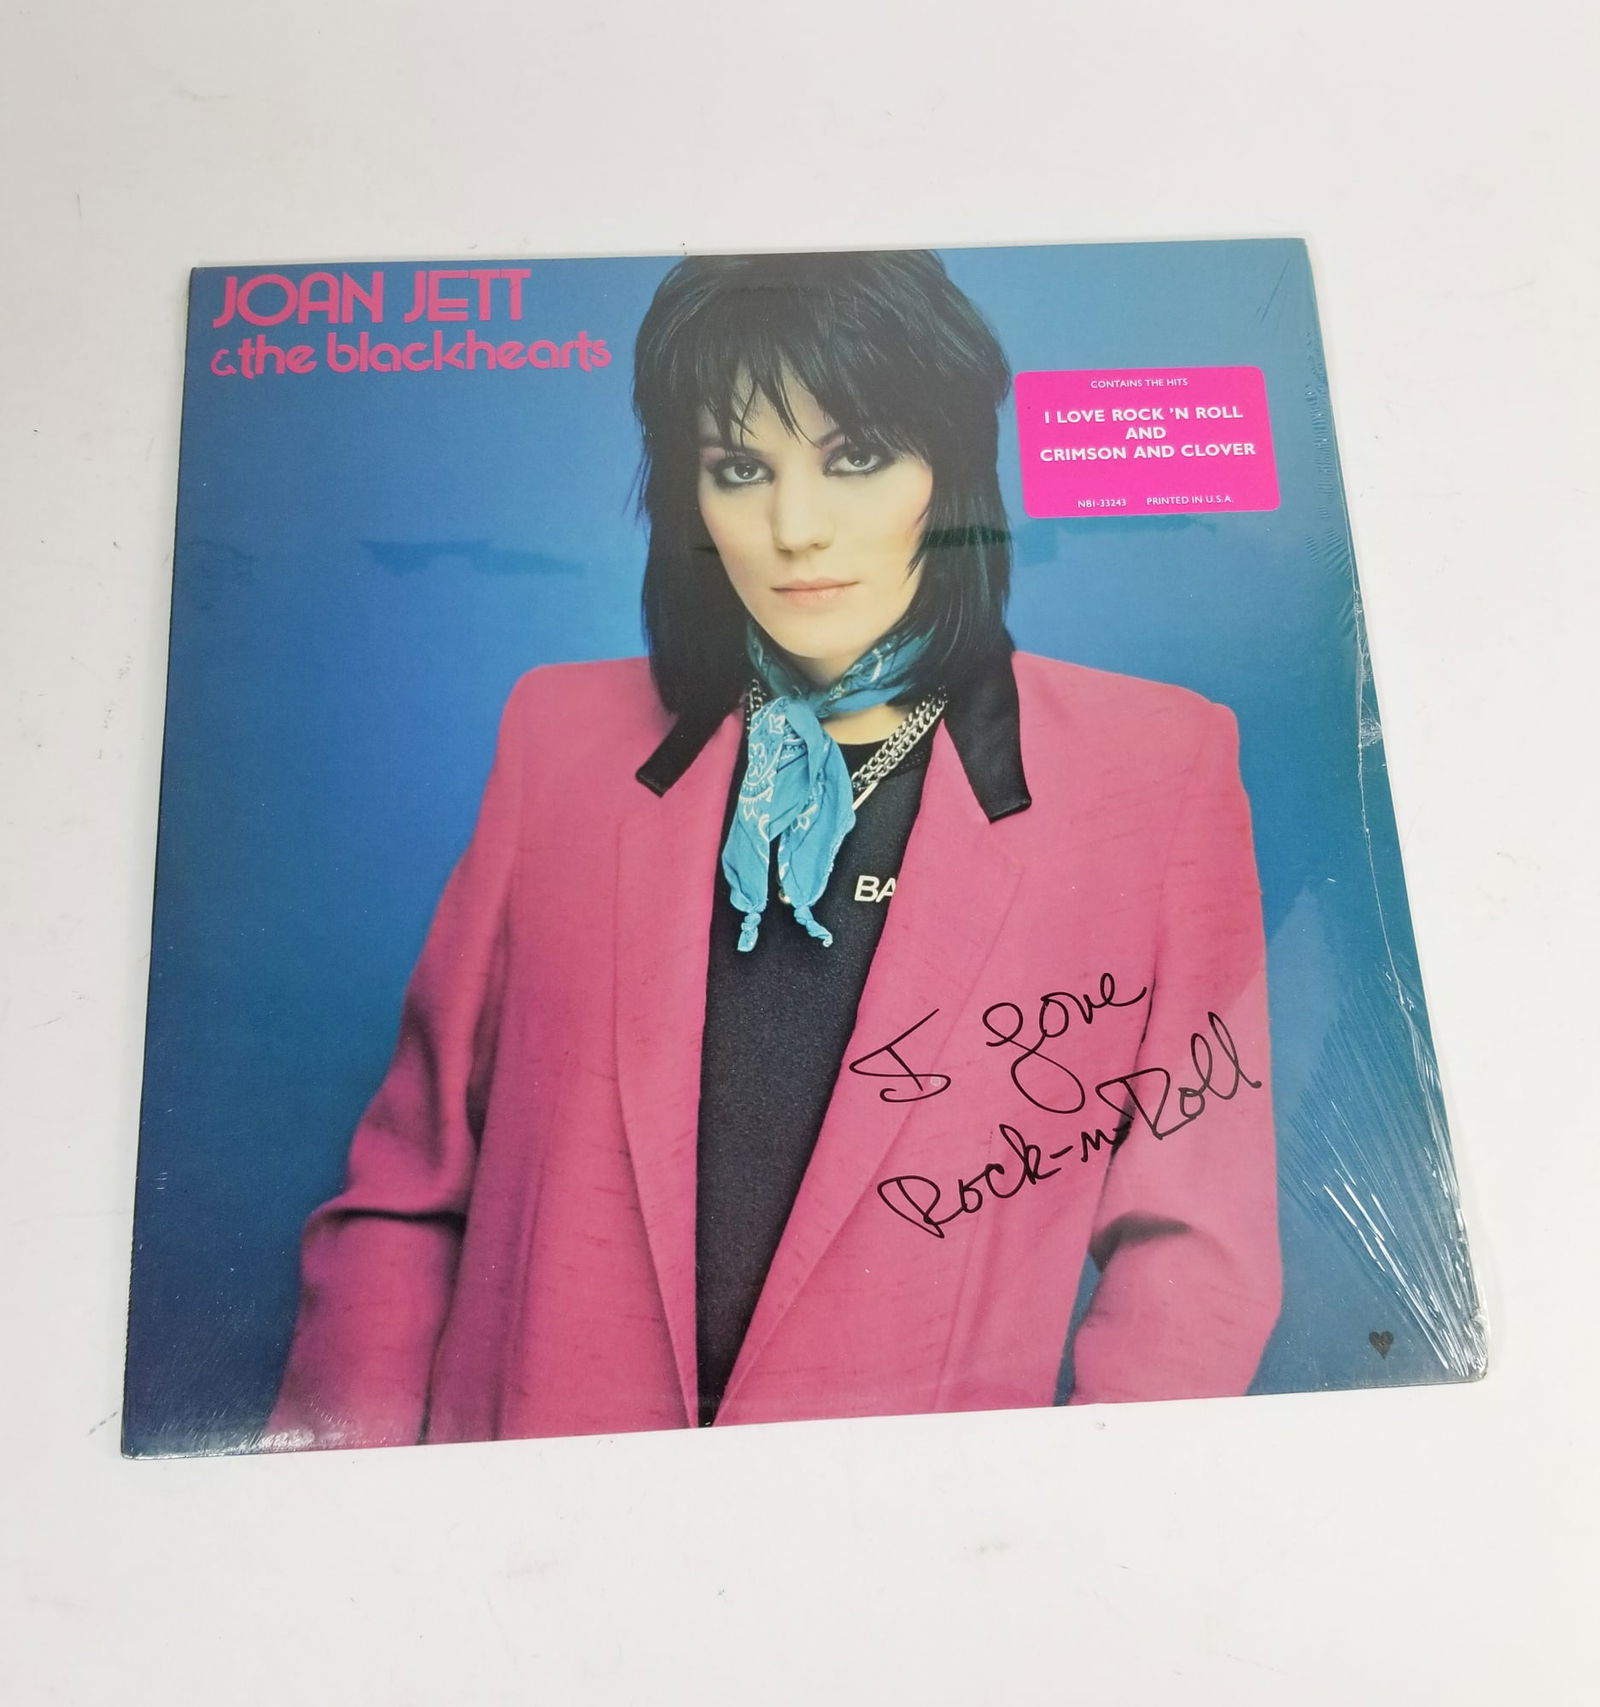 JOAN JETT
& the blackhearts
CONTAINS THE HITS
I LOVE ROCK 'N ROLL
AND
CRIMSON AND CLOVER
NB1-33243 PRINTED IN U.S.A.
BA
I Love
Rock-n-Roll